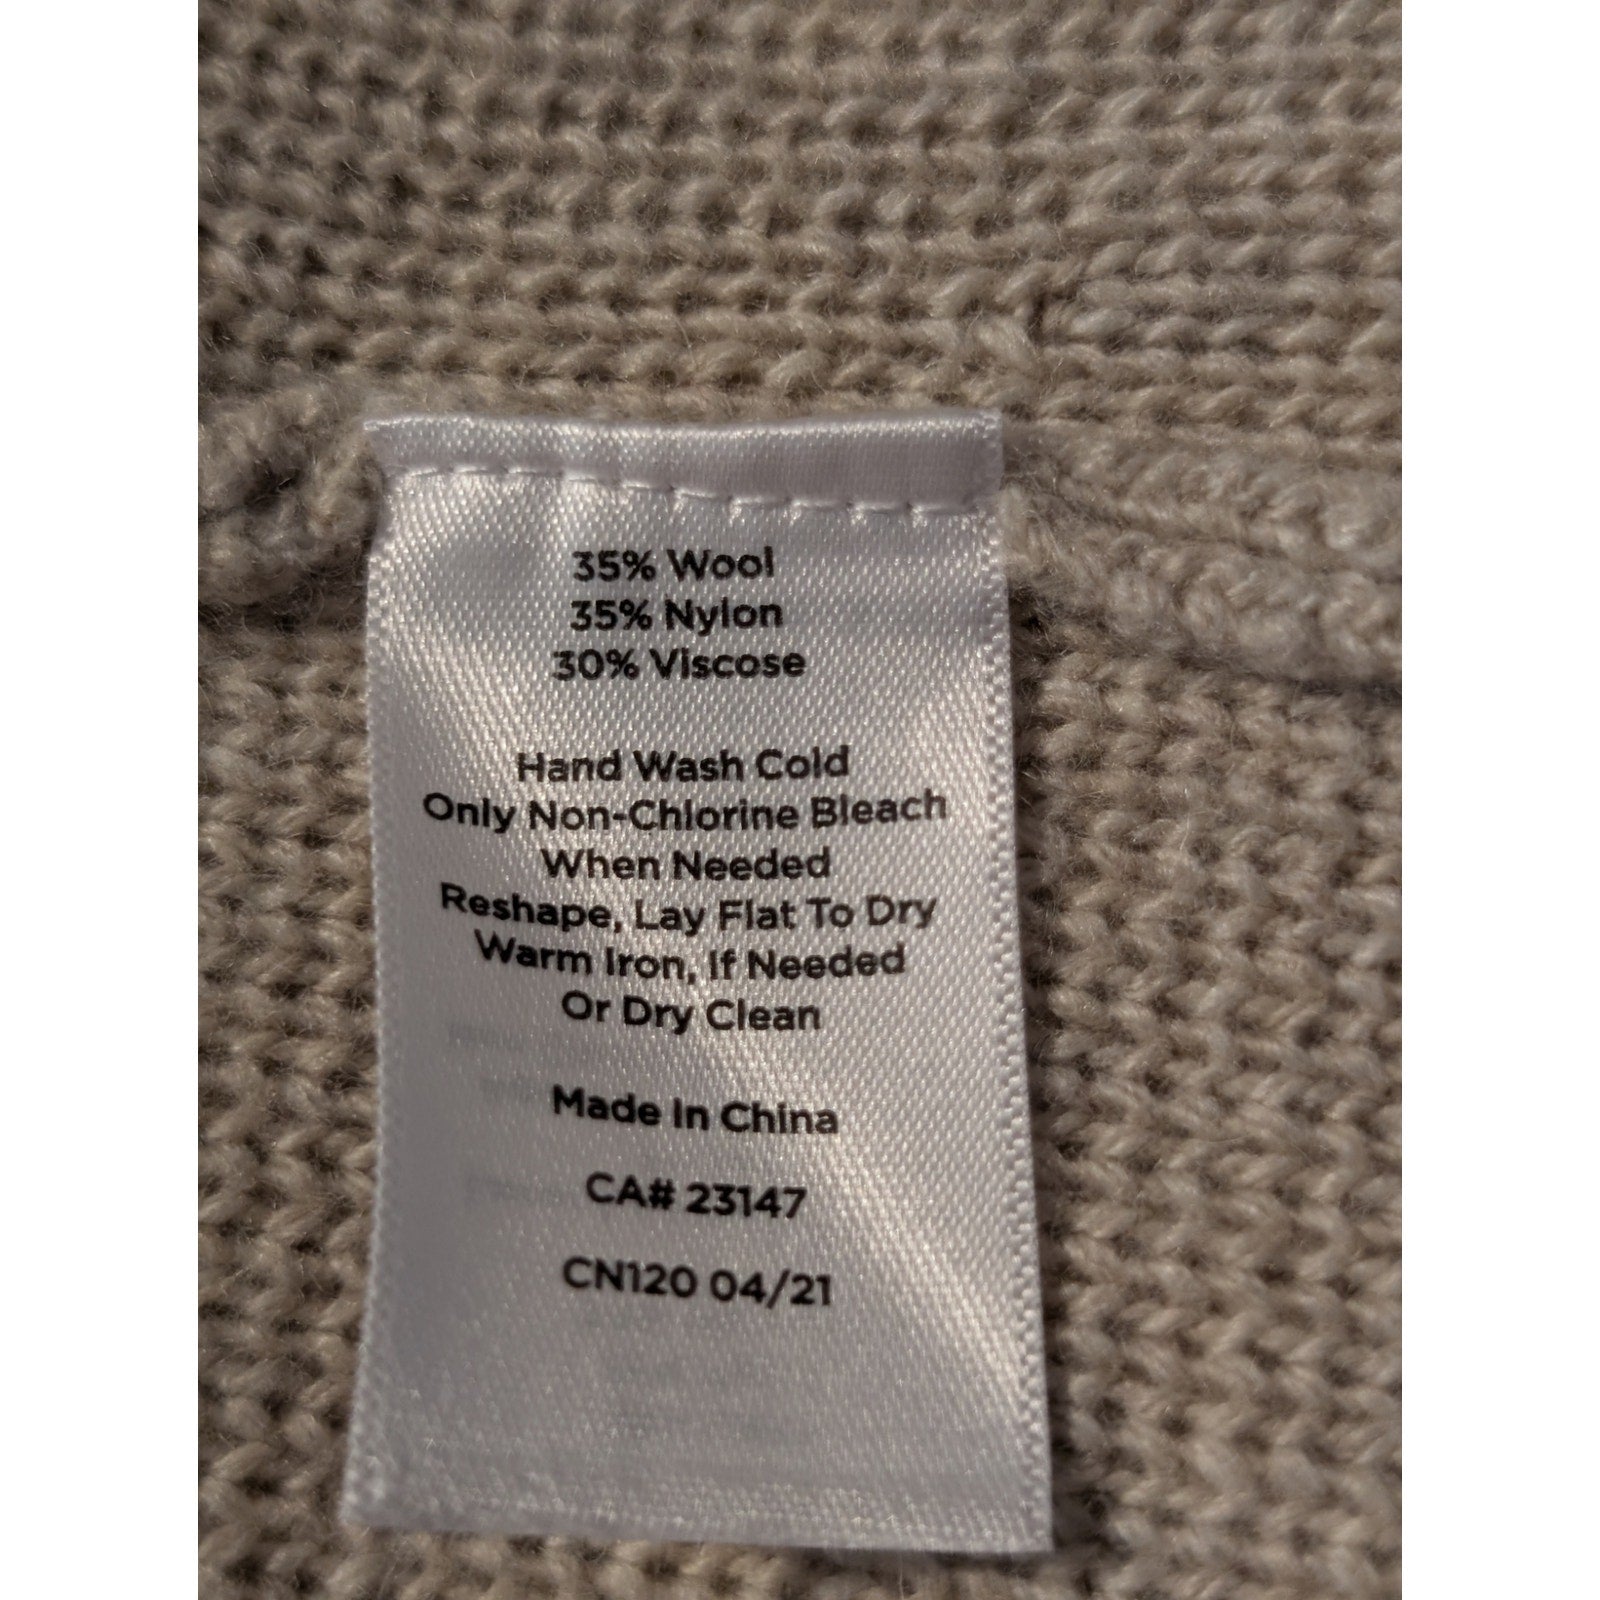 35% Wool
35% Nylon
30% Viscose
Hand Wash Cold
Only Non-Chlorine Bleach
When Needed
Reshape, Lay Flat To Dry
Warm Iron, If Needed
Or Dry Clean
Made In China
CA# 23147
CN120 04/21